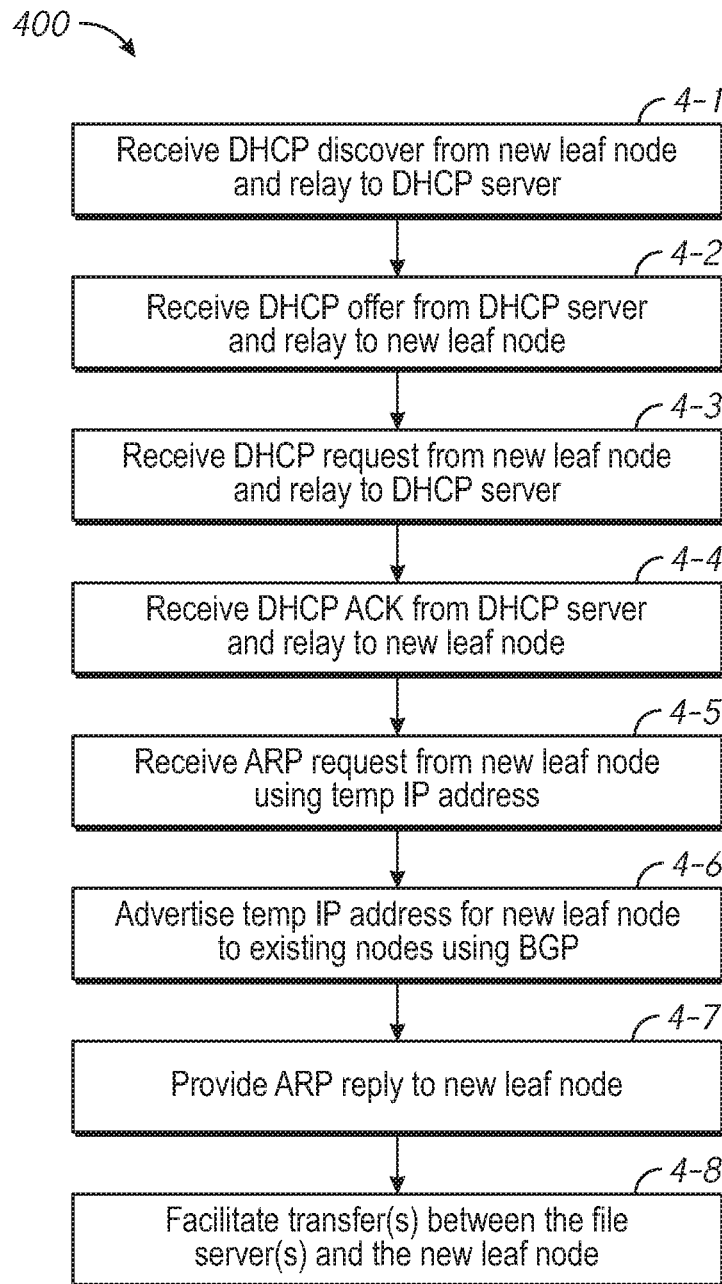 400
4-1
Receive DHCP discover from new leaf node
and relay to DHCP server
4-2
Receive DHCP offer from DHCP server
and relay to new leaf node
4-3
Receive DHCP request from new leaf node
and relay to DHCP server
4-4
Receive DHCP ACK from DHCP server
and relay to new leaf node
4-5
Receive ARP request from new leaf node
using temp IP address
4-6
Advertise temp IP address for new leaf node
to existing nodes using BGP
4-7
Provide ARP reply to new leaf node
4-8
Facilitate transfer(s) between the file
server(s) and the new leaf node